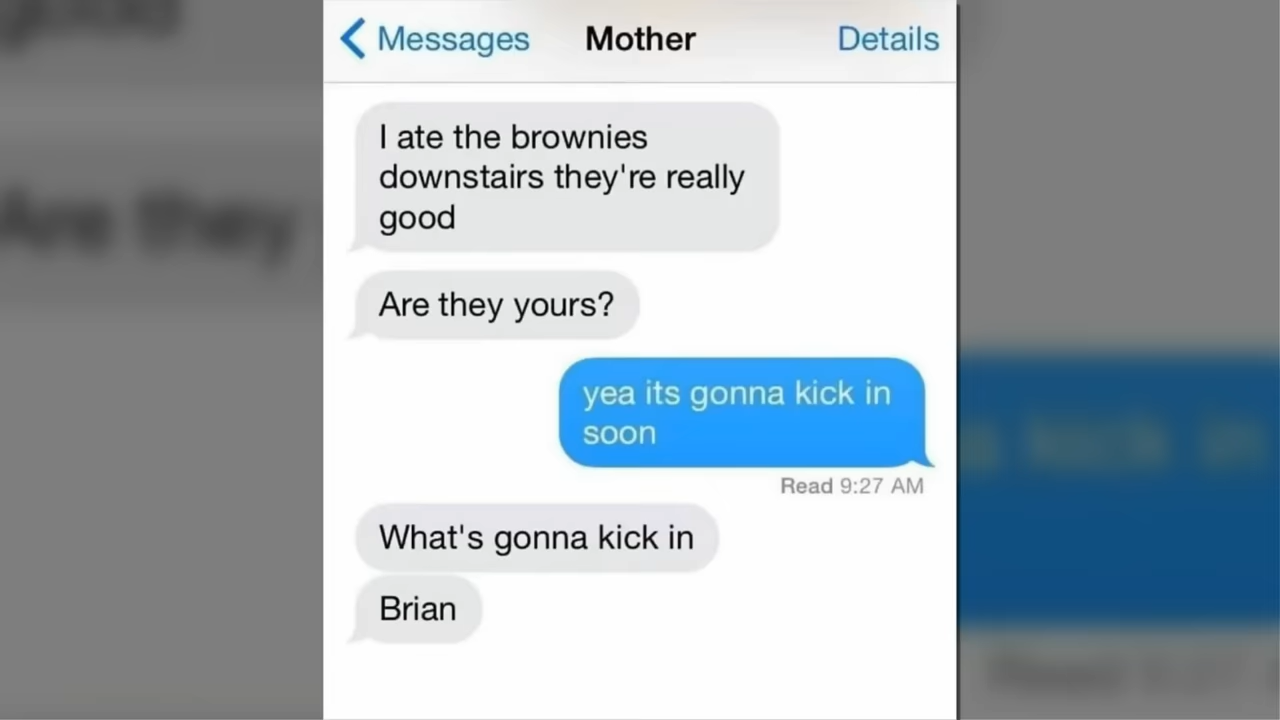 Messages Mother Details
I ate the brownies
downstairs they're really
good
Are they yours?
yea its gonna kick in
soon
Read 9:27 AM
What's gonna kick in
Brian